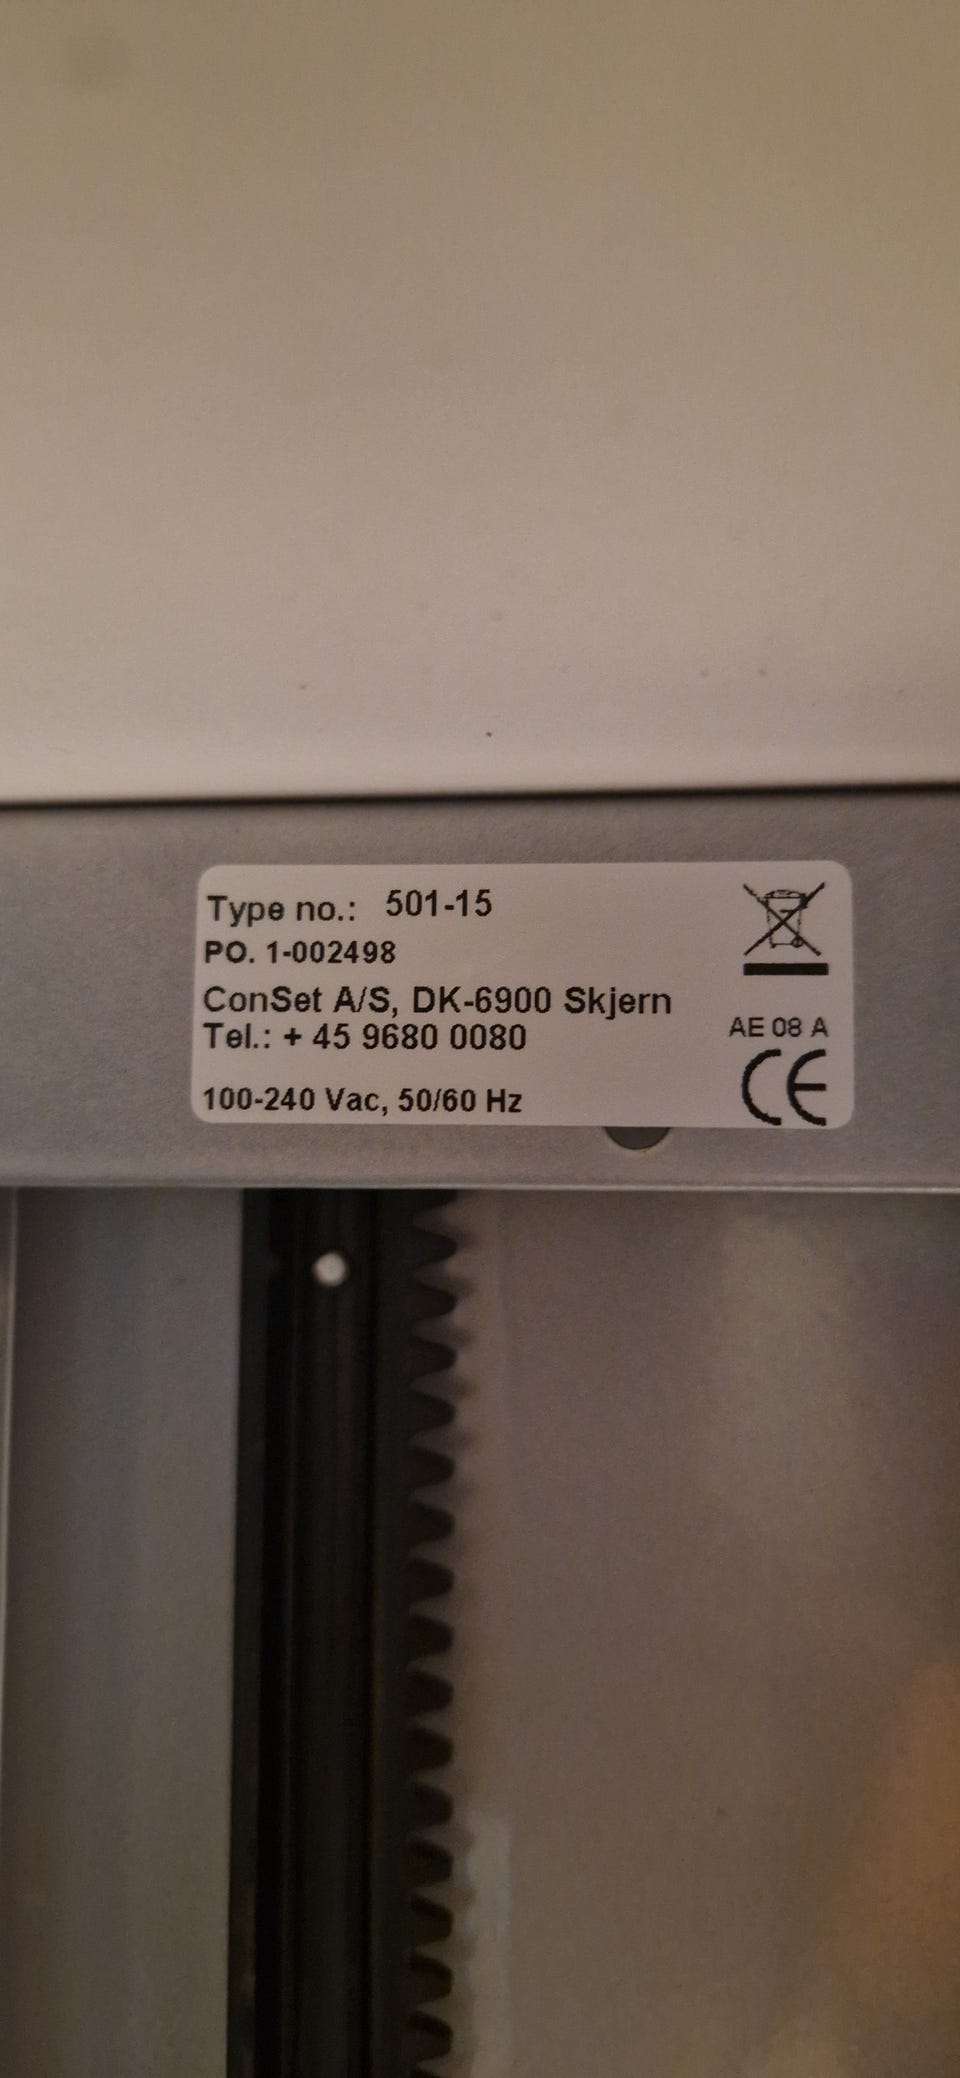 Type no.: 501-15
PO. 1-002498
ConSet A/S, DK-6900 Skjern
Tel.: + 45 9680 0080
AE 08 A
100-240 Vac, 50/60 Hz
CE